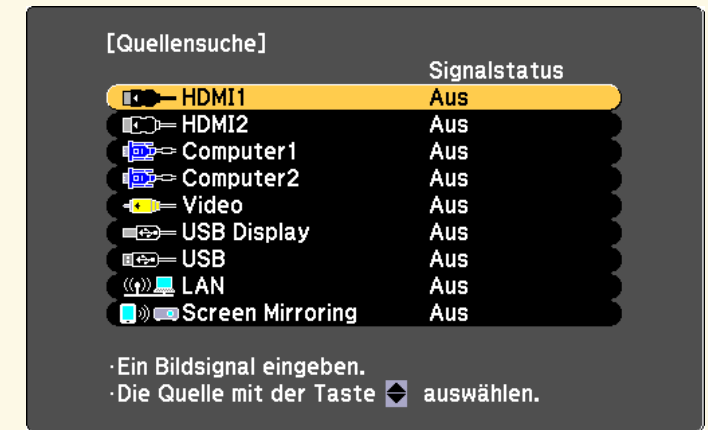 [Quellensuche]
Signalstatus
HDMI1 Aus
HDMI2 Aus
Computer1 Aus
Computer2 Aus
Video Aus
USB Display Aus
USB Aus
LAN Aus
Screen Mirroring Aus
·Ein Bildsignal eingeben.
·Die Quelle mit der Taste auswählen.